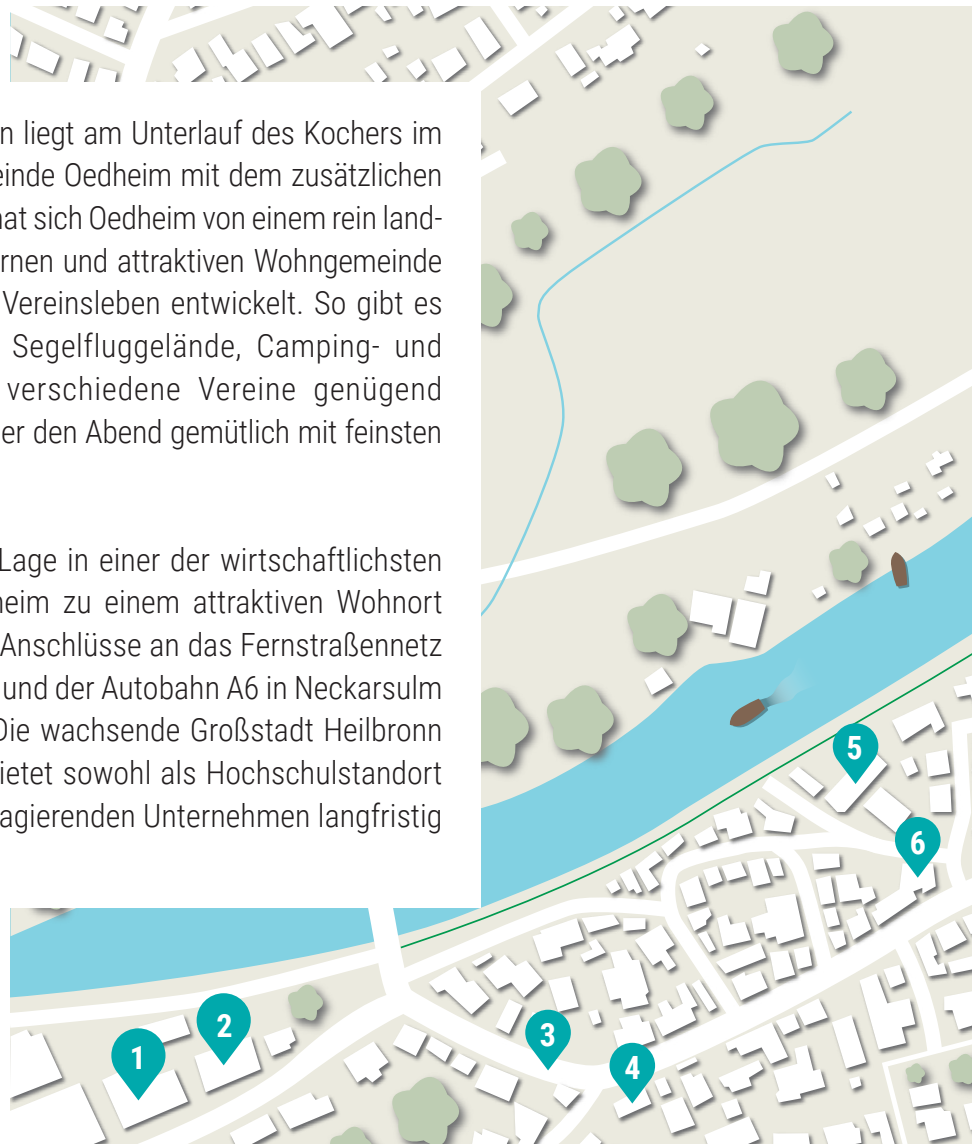 n liegt am Unterlauf des Kochers im
einde Oedheim mit dem zusätzlichen
hat sich Oedheim von einem rein land-
rnen und attraktiven Wohngemeinde
Vereinsleben entwickelt. So gibt es
Segelfluggelände, Camping- und
verschiedene Vereine genügend
er den Abend gemütlich mit feinsten
Lage in einer der wirtschaftlichsten
heim zu einem attraktiven Wohnort
Anschlüsse an das Fernstraßennetz
und der Autobahn A6 in Neckarsulm
Die wachsende Großstadt Heilbronn
ietet sowohl als Hochschulstandort
agierenden Unternehmen langfristig
5
6
2
3
1
4